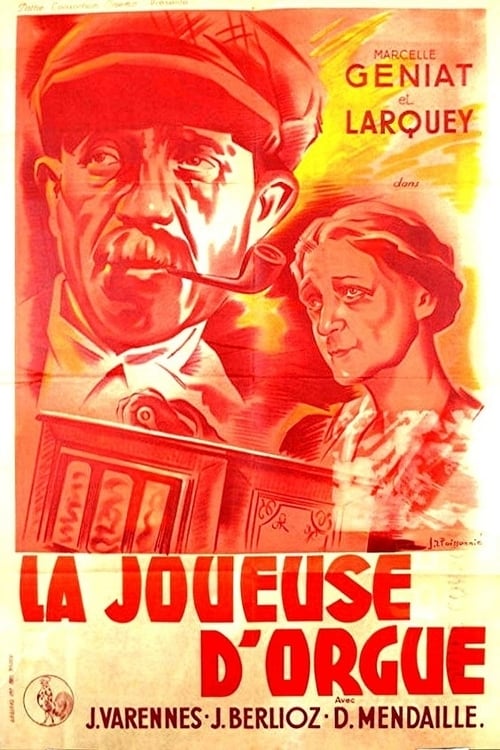 MARCELLE
GENIAT
et
LARQUEY
dans
LA JOUEUSE
D'ORGUE
Avec
J. VARENNES · J. BERLIOZ · D. MENDAILLE.